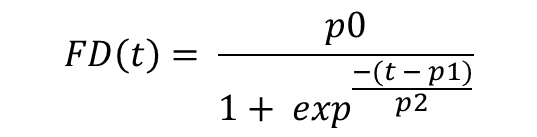 FD(t) = p0 / (1 + exp^(-(t - p1) / p2))